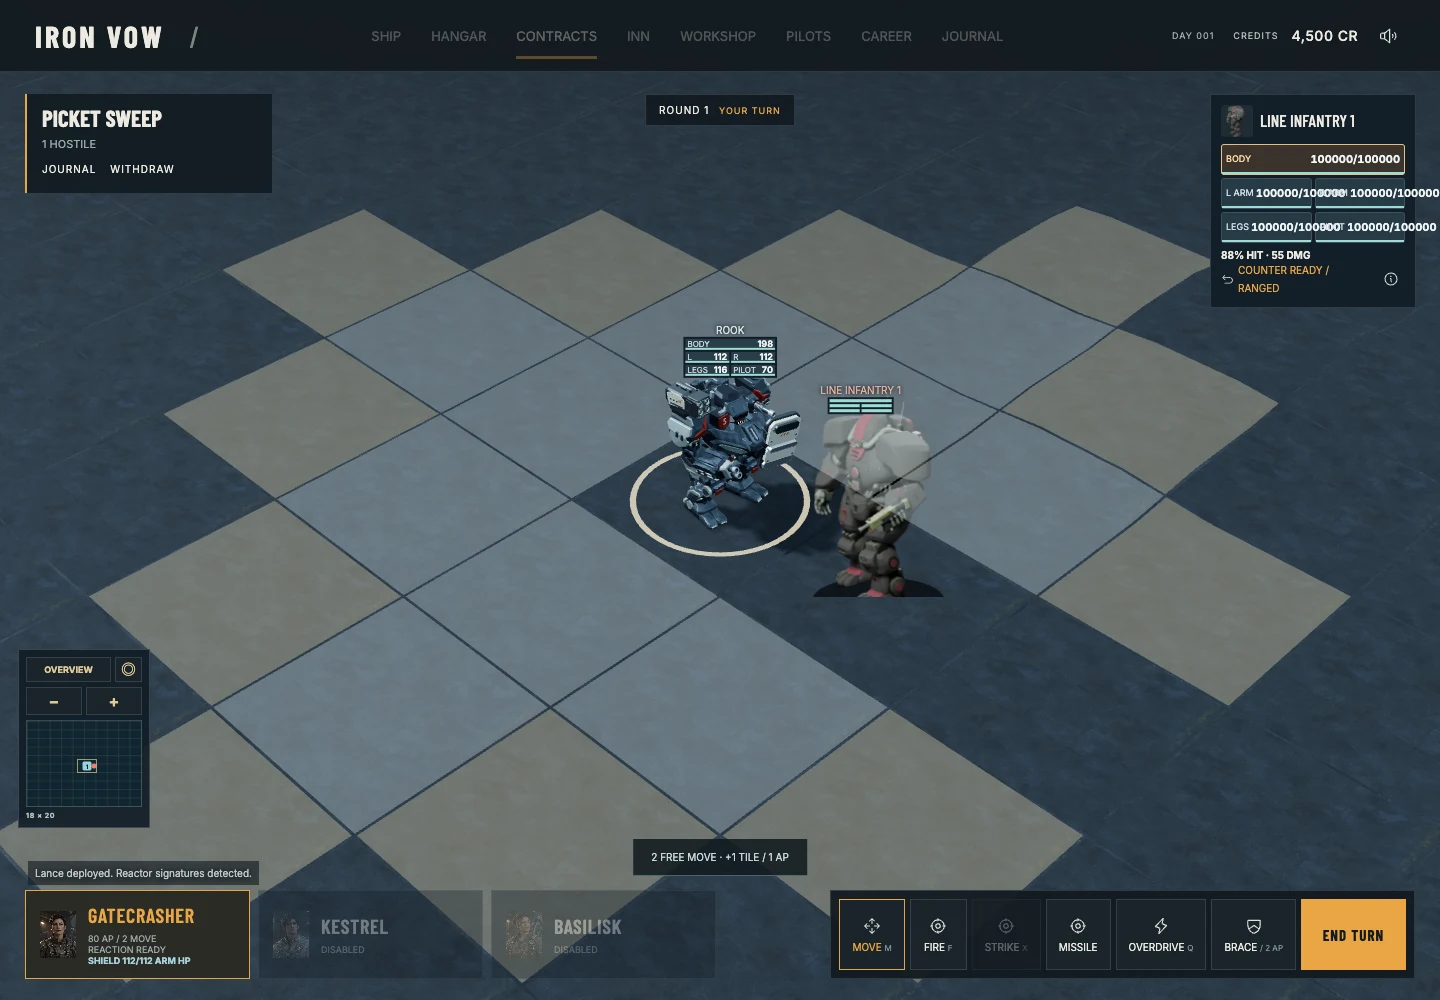 IRON VOW /
SHIP HANGAR CONTRACTS INN WORKSHOP PILOTS CAREER JOURNAL
DAY 001 CREDITS 4,500 CR
PICKET SWEEP
1 HOSTILE
JOURNAL WITHDRAW
ROUND 1 YOUR TURN
LINE INFANTRY 1
BODY 100000/100000
L ARM 100000/100000 100000/100000
LEGS 100000/100000 100000/100000
88% HIT · 55 DMG
COUNTER READY /
RANGED
ROOK
BODY 198
L 112 R 112
LEGS 116 PILOT 70
LINE INFANTRY 1
OVERVIEW
− +
1
18 × 20
2 FREE MOVE · +1 TILE / 1 AP
Lance deployed. Reactor signatures detected.
GATECRASHER
80 AP / 2 MOVE
REACTION READY
SHIELD 112/112 ARM HP
KESTREL
DISABLED
BASILISK
DISABLED
MOVE M
FIRE F
STRIKE X
MISSILE
OVERDRIVE Q
BRACE / 2 AP
END TURN